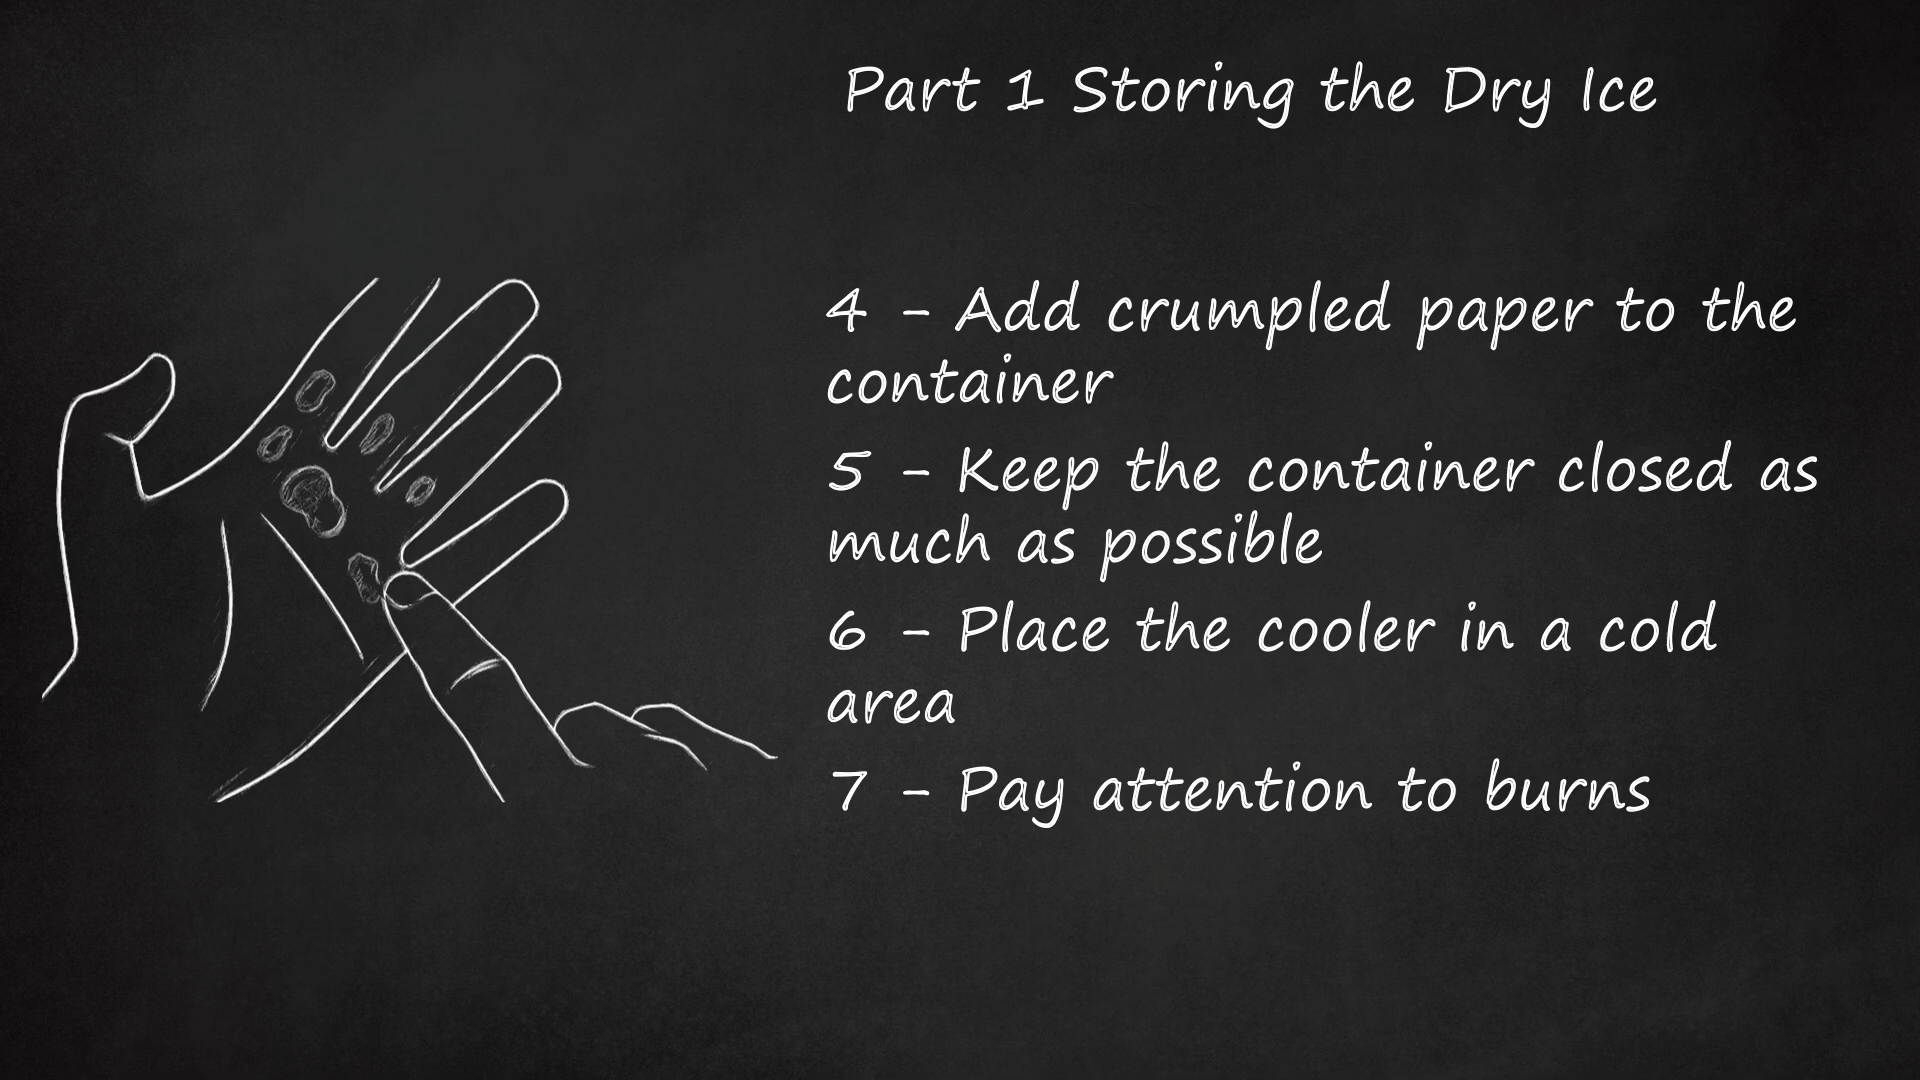 Part 1 Storing the Dry Ice
4 - Add crumpled paper to the
container
5 - Keep the container closed as
much as possible
6 - Place the cooler in a cold
area
7 - Pay attention to burns